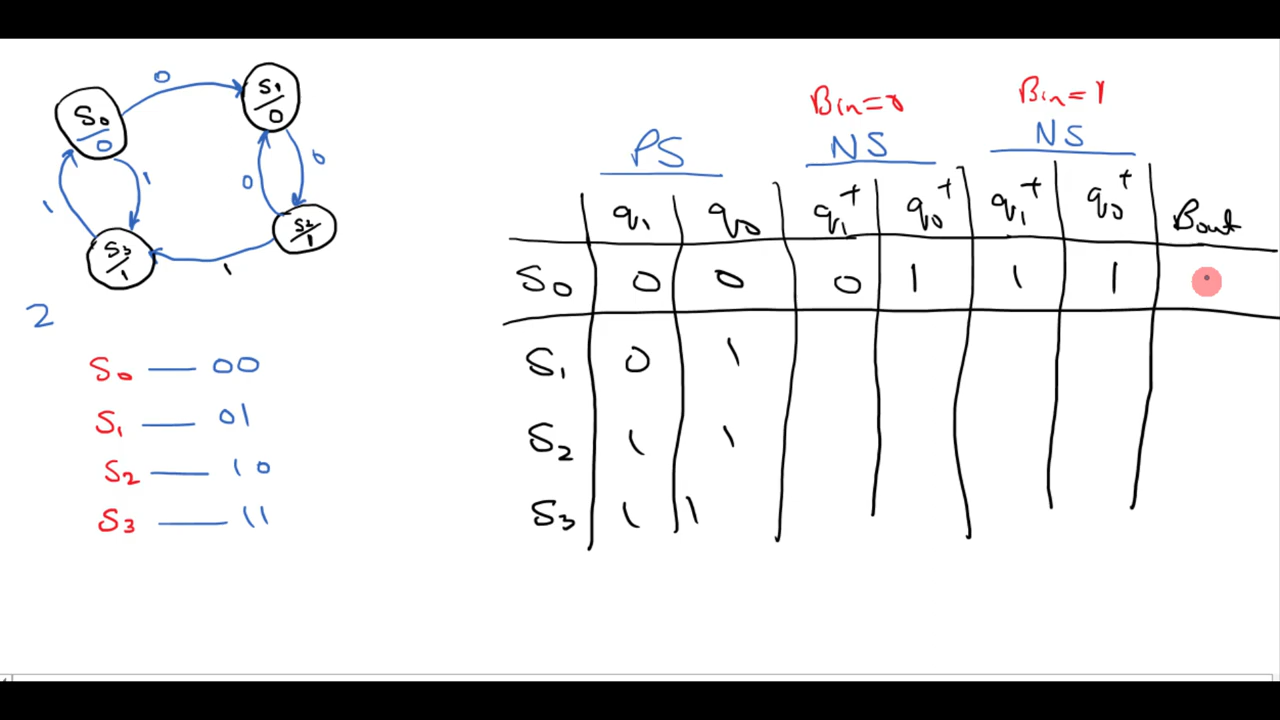 0
S0
0
S1
0
1
0
0
1
S2
1
S3
1
1
2
S0 — 00
S1 — 01
S2 — 10
S3 — 11
Bin=0 Bin=1
PS NS NS
q1 q0 q1+ q0+ q1+ q0+ Bout
S0 0 0 0 1 1 1
S1 0 1
S2 1 1
S3 1 1